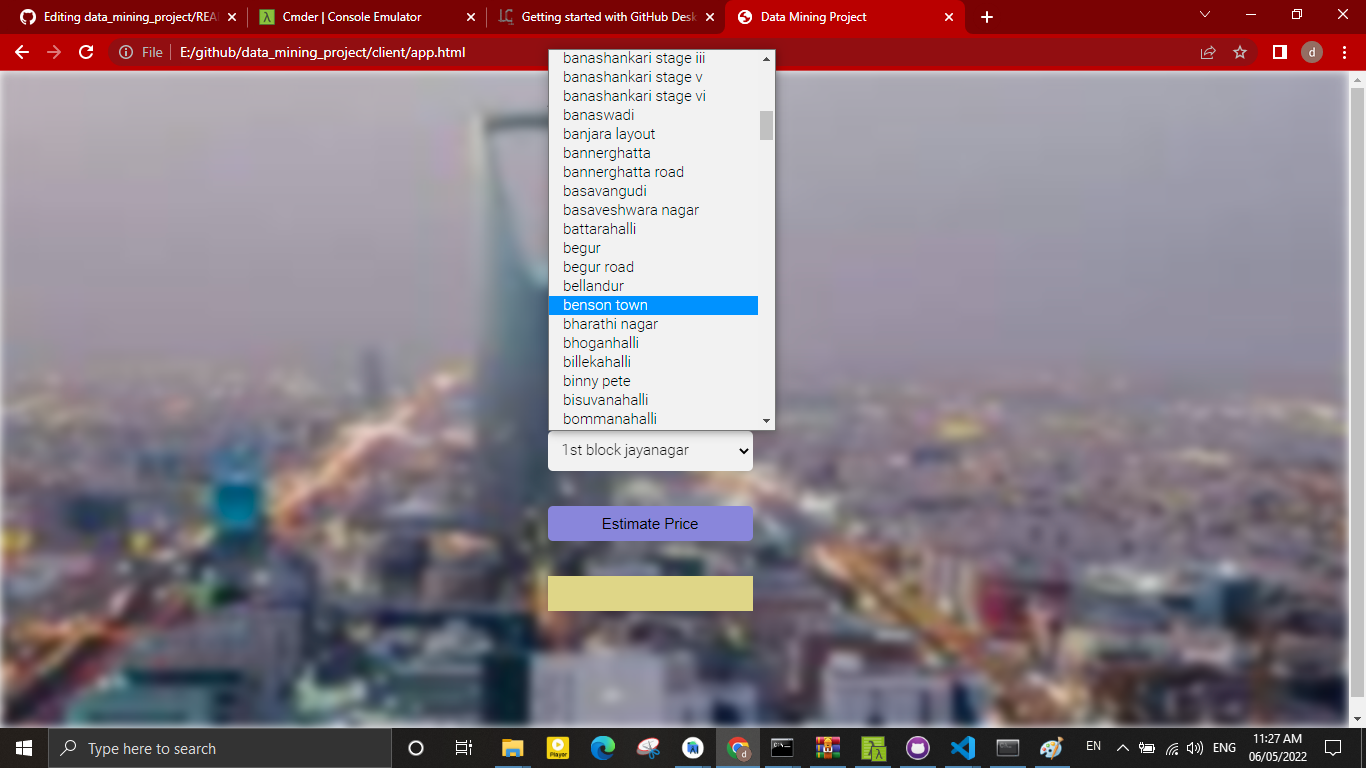 Editing data_mining_project/REA
Cmder | Console Emulator
Getting started with GitHub Desk
Data Mining Project
File
E:/github/data_mining_project/client/app.html
d
banashankari stage iii
banashankari stage v
banashankari stage vi
banaswadi
banjara layout
bannerghatta
bannerghatta road
basavangudi
basaveshwara nagar
battarahalli
begur
begur road
bellandur
benson town
bharathi nagar
bhoganhalli
billekahalli
binny pete
bisuvanahalli
bommanahalli
1st block jayanagar
Estimate Price
Type here to search
Player
EN
ENG
11:27 AM
06/05/2022